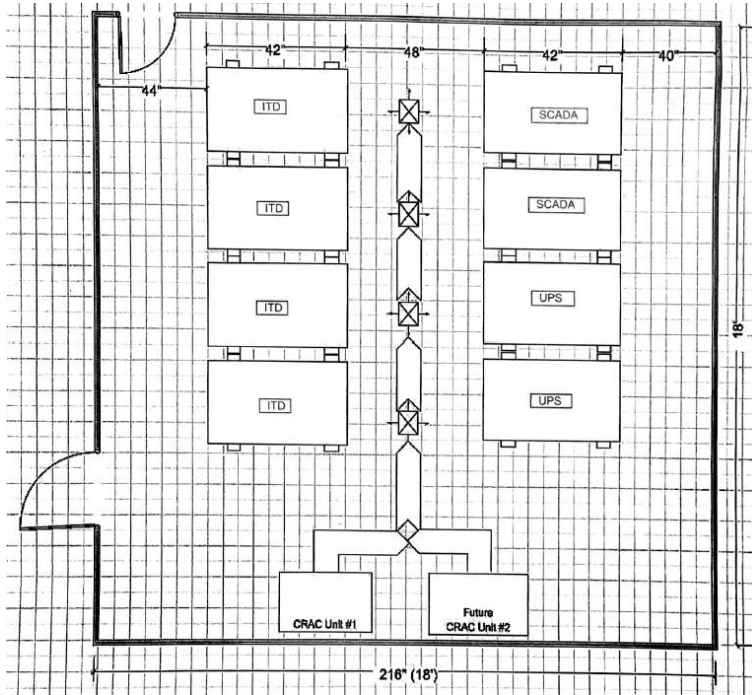 42"
48"
42"
40"
44"
ITD
SCADA
ITD
SCADA
ITD
UPS
ITD
UPS
18'
CRAC Unit #1
Future
CRAC Unit #2
216" (18')